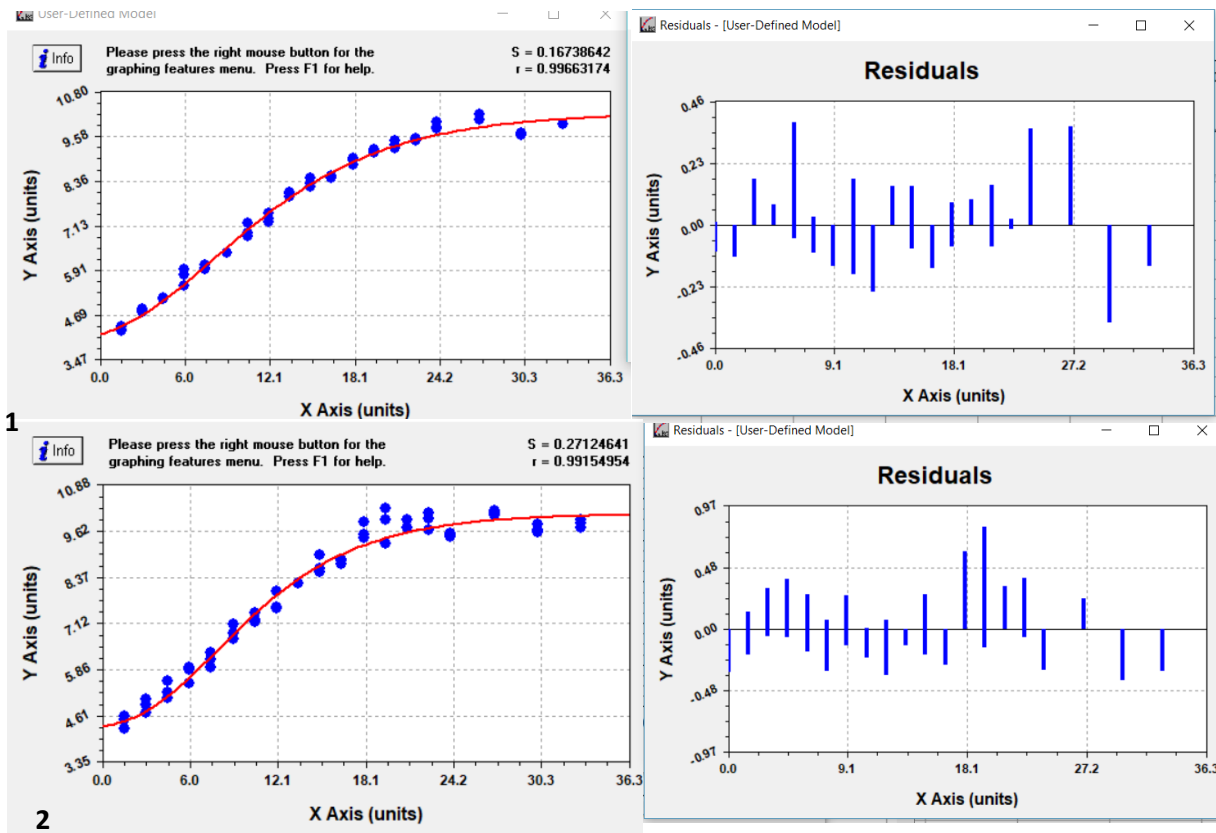 User-Defined Model]
Info
Please press the right mouse button for the
graphing features menu. Press F1 for help.
S = 0.16738642
r = 0.99663174
Y Axis (units)
10.80
9.58
8.36
7.13
5.91
4.69
3.47
0.0 6.0 12.1 18.1 24.2 30.3 36.3
X Axis (units)
Residuals - [User-Defined Model]
Residuals
Y Axis (units)
0.46
0.23
0.00
-0.23
-0.46
0.0 9.1 18.1 27.2 36.3
X Axis (units)
1
Info
Please press the right mouse button for the
graphing features menu. Press F1 for help.
S = 0.27124641
r = 0.99154954
Y Axis (units)
10.88
9.62
8.37
7.12
5.86
4.61
3.35
0.0 6.0 12.1 18.1 24.2 30.3 36.3
X Axis (units)
Residuals - [User-Defined Model]
Residuals
Y Axis (units)
0.97
0.48
0.00
-0.48
-0.97
0.0 9.1 18.1 27.2 36.3
X Axis (units)
2